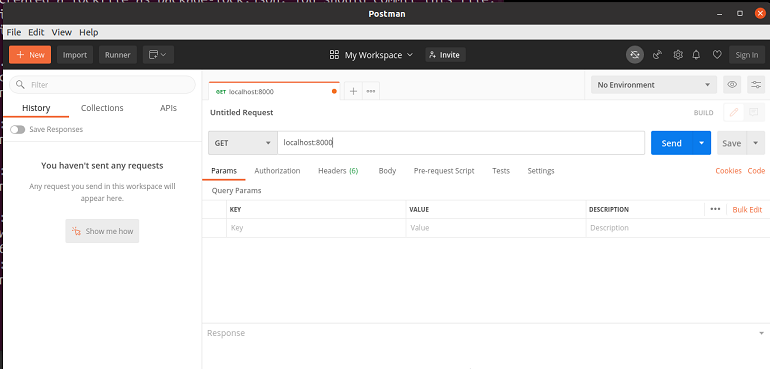 Postman
File Edit View Help
+ New Import Runner My Workspace Invite Sign In
Filter
History Collections APIs
Save Responses
You haven't sent any requests
Any request you send in this workspace will
appear here.
Show me how
GET localhost:8000
No Environment
Untitled Request BUILD
GET localhost:8000 Send Save
Params Authorization Headers (6) Body Pre-request Script Tests Settings Cookies Code
Query Params
KEY VALUE DESCRIPTION Bulk Edit
Key Value Description
Response